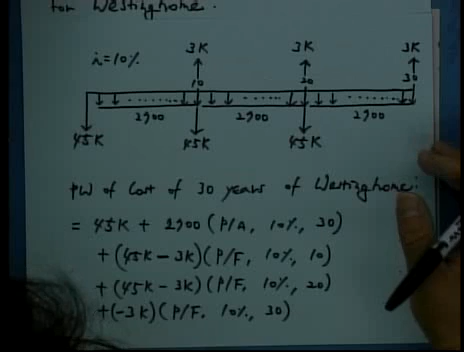 for Westinghouse.
i=10%
3K 3K 3K
10 20 30
2900 2900 2900
45K 45K 45K
PW of Cost of 30 years of Westinghouse:
= 45K + 2900 (P/A, 10%, 30)
+ (45K - 3K)(P/F, 10%, 10)
+ (45K - 3K)(P/F, 10%, 20)
+ (-3K)(P/F, 10%, 30)